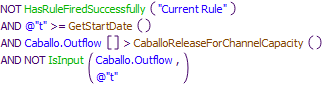 NOT HasRuleFiredSuccessfully ("Current Rule")
AND @"t" >= GetStartDate ()
AND Caballo.Outflow [] > CaballoReleaseForChannelCapacity ()
AND NOT IsInput (Caballo.Outflow ,
@"t")